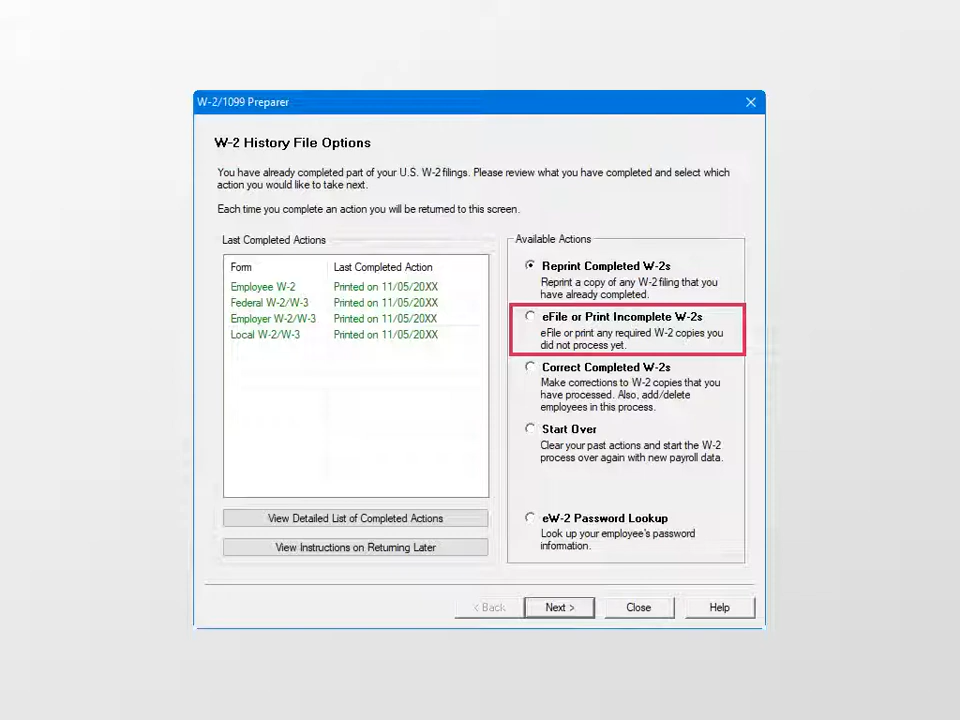 W-2/1099 Preparer
W-2 History File Options
You have already completed part of your U.S. W-2 filings. Please review what you have completed and select which
action you would like to take next.
Each time you complete an action you will be returned to this screen.
Last Completed Actions
Form Last Completed Action
Employee W-2 Printed on 11/05/20XX
Federal W-2/W-3 Printed on 11/05/20XX
Employer W-2/W-3 Printed on 11/05/20XX
Local W-2/W-3 Printed on 11/05/20XX
View Detailed List of Completed Actions
View Instructions on Returning Later
Available Actions
Reprint Completed W-2s
Reprint a copy of any W-2 filing that you
have already completed.
eFile or Print Incomplete W-2s
eFile or print any required W-2 copies you
did not process yet.
Correct Completed W-2s
Make corrections to W-2 copies that you
have processed. Also, add/delete
employees in this process.
Start Over
Clear your past actions and start the W-2
process over again with new payroll data.
eW-2 Password Lookup
Look up your employee's password
information.
< Back Next > Close Help